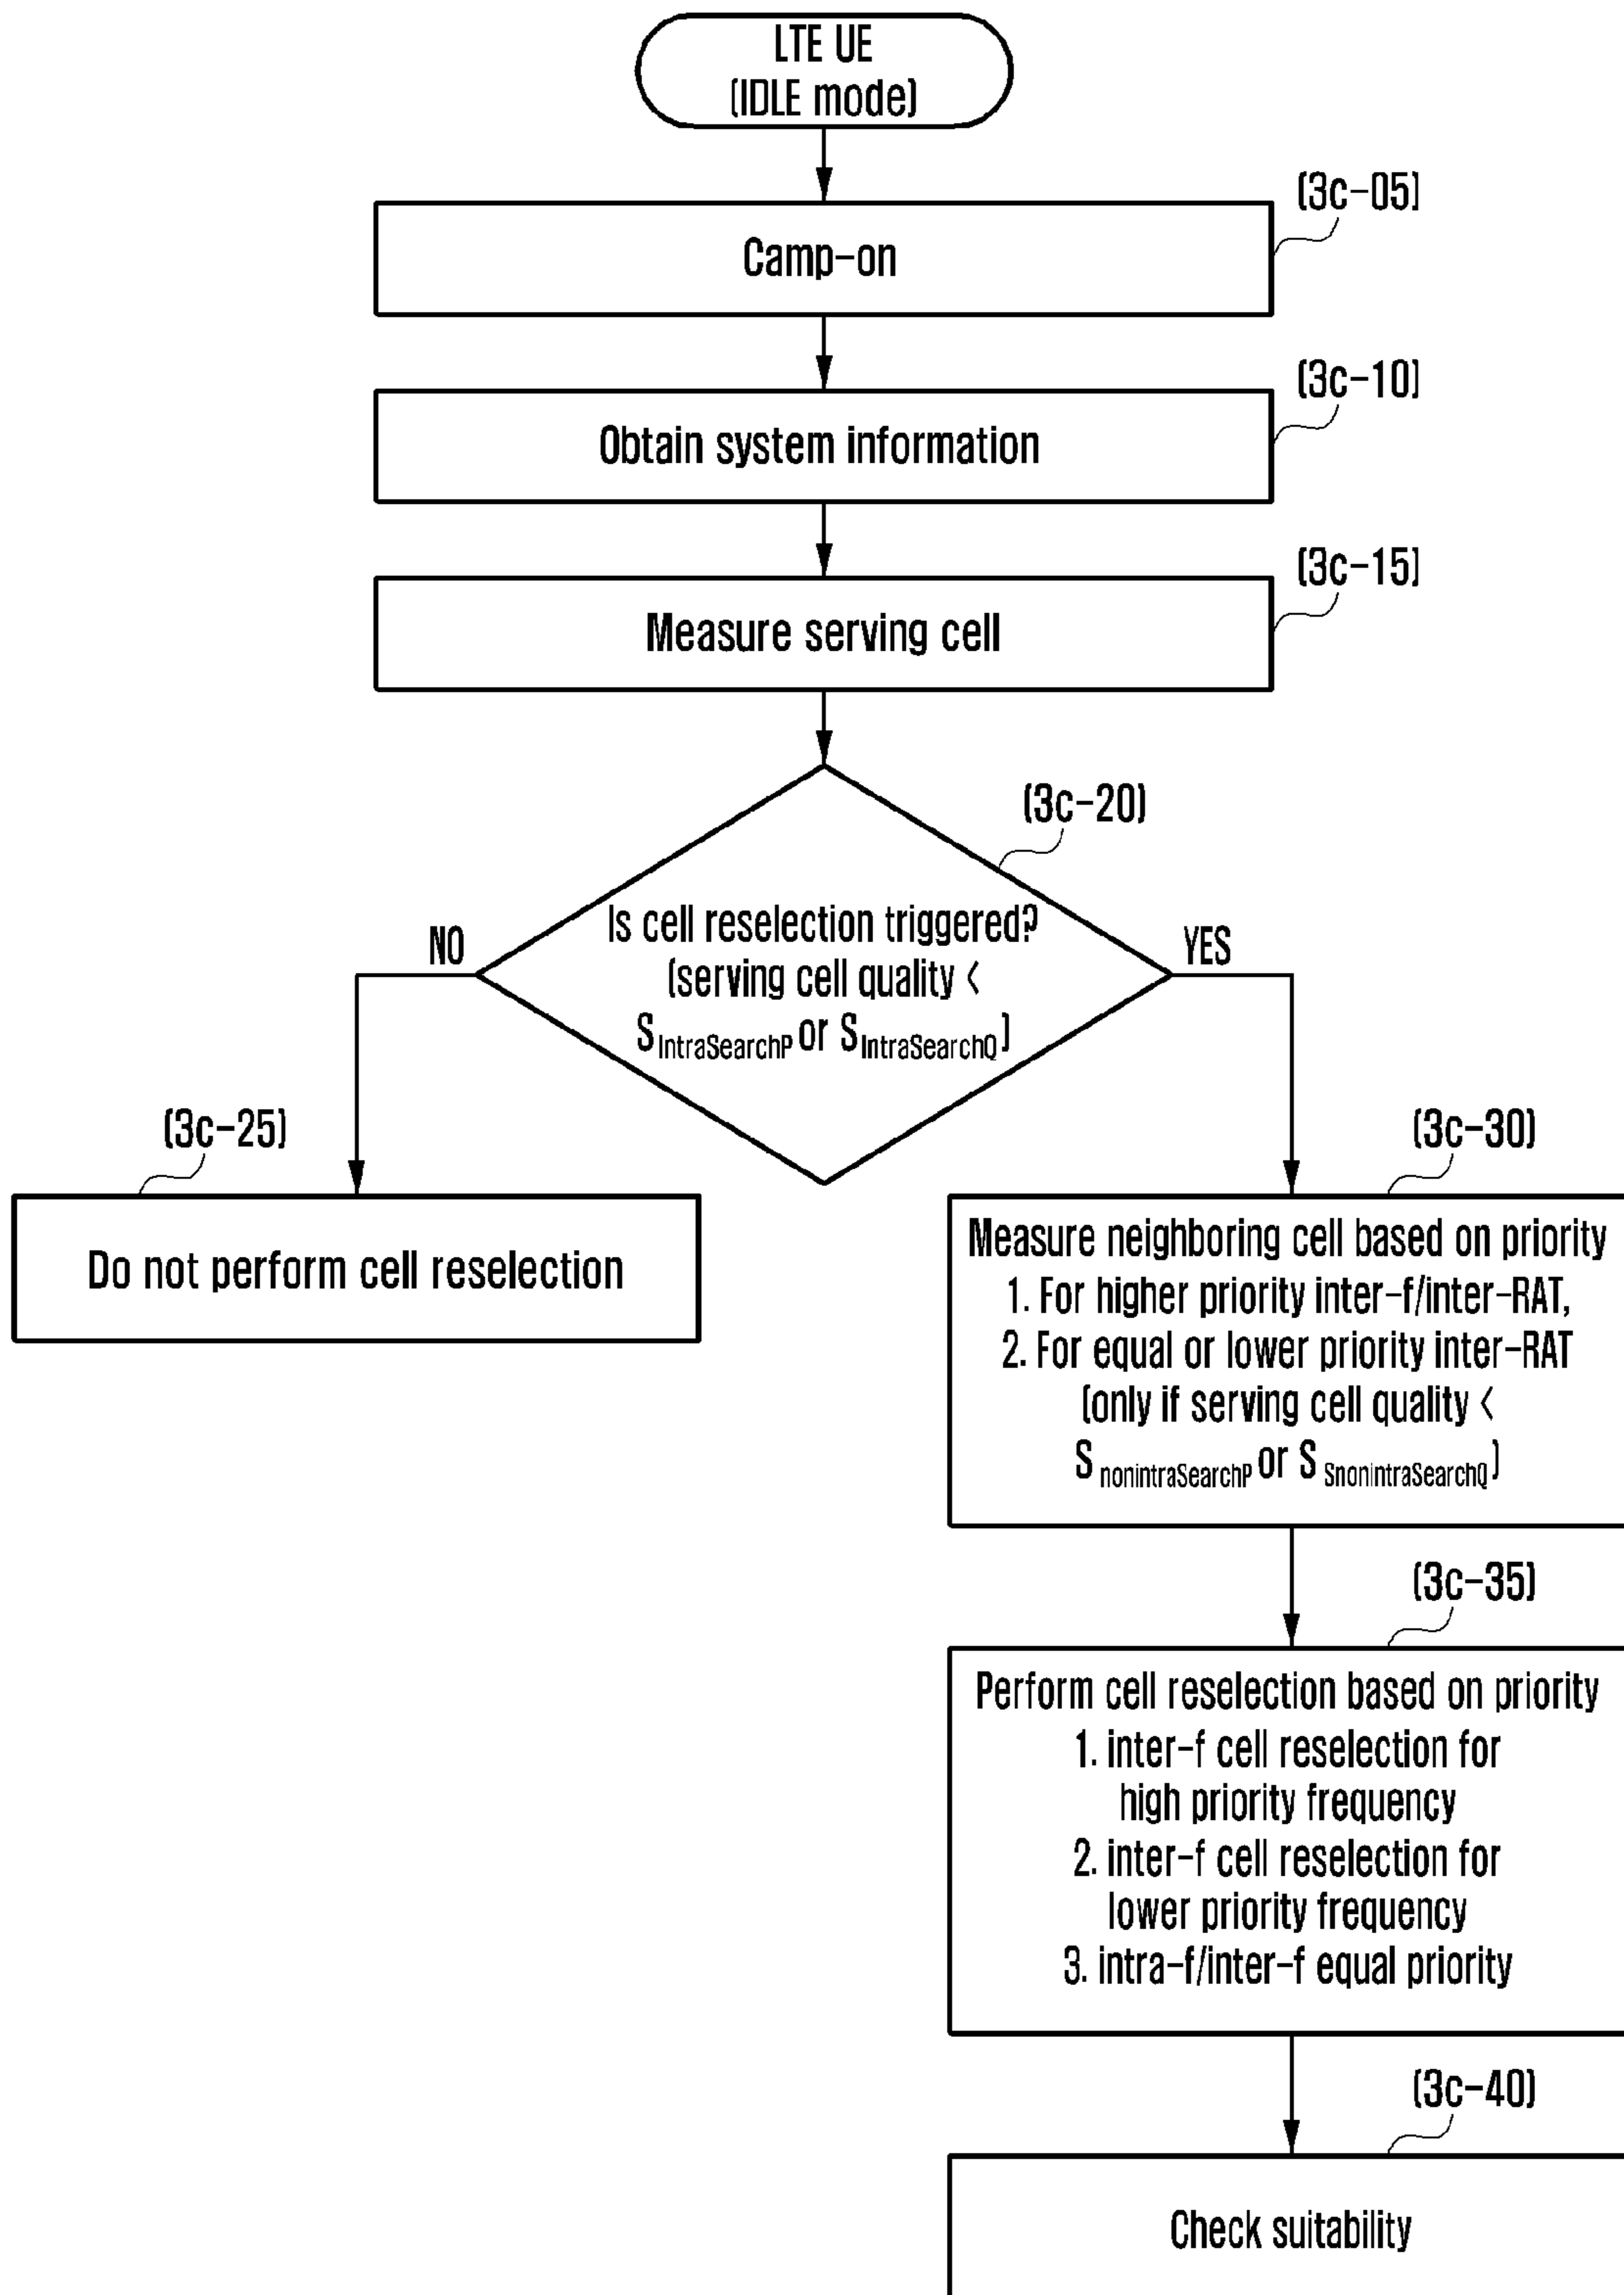 LTE UE
(IDLE mode)
(3c-05)
Camp-on
(3c-10)
Obtain system information
(3c-15)
Measure serving cell
(3c-20)
Is cell reselection triggered?
(serving cell quality <
S IntraSearchP or S IntraSearchQ)
NO
YES
(3c-25)
Do not perform cell reselection
(3c-30)
Measure neighboring cell based on priority
1. For higher priority inter-f/inter-RAT,
2. For equal or lower priority inter-RAT
(only if serving cell quality <
S nonintraSearchP or S SnonIntraSearchQ)
(3c-35)
Perform cell reselection based on priority
1. inter-f cell reselection for
high priority frequency
2. inter-f cell reselection for
lower priority frequency
3. intra-f/inter-f equal priority
(3c-40)
Check suitability